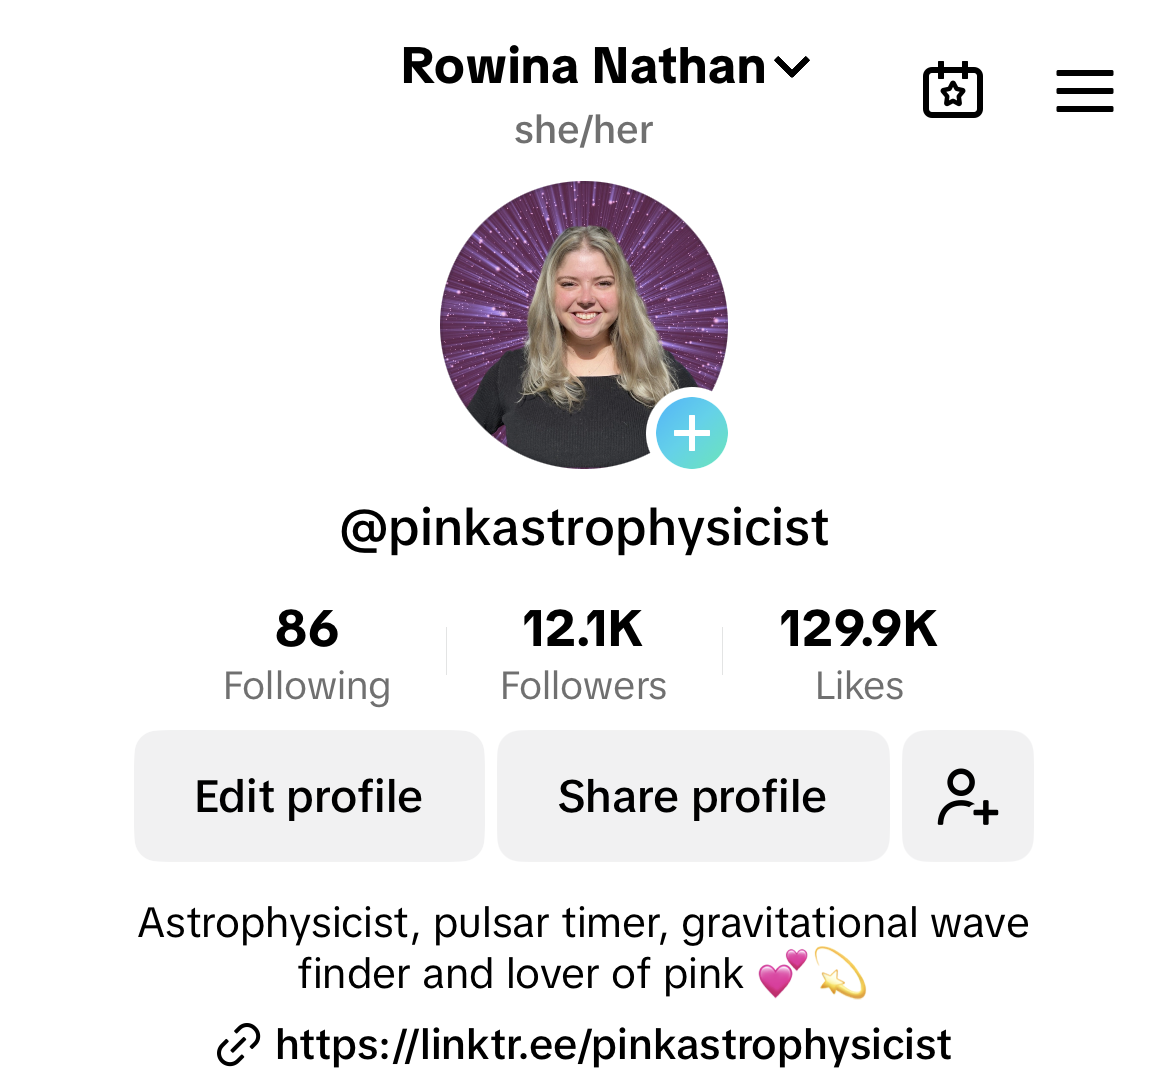 Rowina Nathan
she/her
@pinkastrophysicist
86 12.1K 129.9K
Following Followers Likes
Edit profile Share profile
Astrophysicist, pulsar timer, gravitational wave
finder and lover of pink 💕💫
https://linktr.ee/pinkastrophysicist